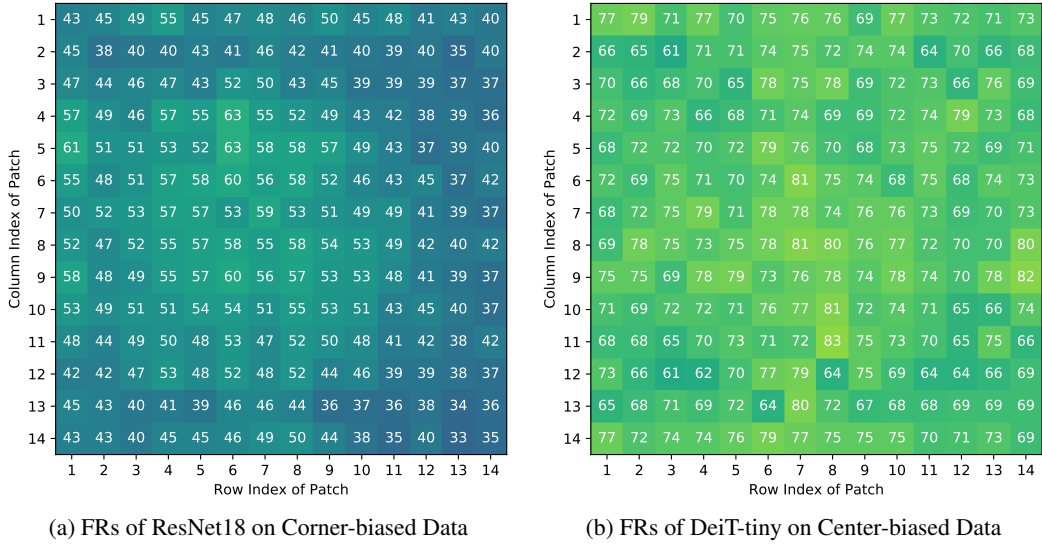 1 43 45 49 55 45 47 45 50 45 48 41 43 40
2 45 38 40 40 43 41 46 42 41 40 39 40 35 40
3 47 44 46 47 43 52 50 43 45 39 39 39 37 37
4 57 49 46 57 55 63 55 52 49 43 42 38 39 36
5 61 51 51 53 52 63 58 58 57 49 43 37 39 40
6 55 48 51 57 58 60 56 58 52 46 43 45 37 42
7 50 52 53 57 57 53 59 53 51 49 49 41 39 37
8 52 47 52 55 57 58 55 58 54 53 49 42 40 42
9 58 48 49 55 57 60 56 57 53 53 48 41 39 37
10 53 49 51 51 54 54 51 55 53 51 43 45 40 37
11 48 44 49 50 48 53 47 52 50 48 41 42 38 42
12 42 42 47 53 48 52 48 52 44 46 39 39 38 37
13 45 43 40 41 39 46 46 44 36 37 36 38 34 36
14 43 43 40 45 45 46 49 50 44 38 35 40 33 35
1 2 3 4 5 6 7 8 9 10 11 12 13 14
Column Index of Patch
Row Index of Patch
(a) FRs of ResNet18 on Corner-biased Data
1 77 79 71 77 73 77 76 76 69 77 73 72 71 73
2 66 65 61 71 71 74 75 72 74 74 64 70 66 68
3 70 66 68 70 65 78 75 78 69 72 73 66 76 69
4 72 69 73 66 68 71 74 69 69 72 74 79 73 68
5 68 72 72 70 72 79 76 70 68 73 75 72 69 71
6 72 69 75 71 70 74 81 75 74 68 75 68 74 73
7 68 72 75 79 71 78 78 74 76 76 73 69 70 73
8 69 78 75 73 75 78 81 80 76 77 72 70 70 80
9 75 75 69 78 79 73 76 78 74 78 74 70 78 82
10 71 69 72 72 71 76 77 81 72 74 71 65 66 74
11 68 68 65 70 73 71 72 83 75 73 70 65 75 66
12 73 66 61 62 70 77 79 64 75 69 64 64 66 69
13 65 68 71 69 72 64 80 72 67 68 68 69 69 69
14 77 72 74 74 76 79 77 75 75 75 70 71 73 69
1 2 3 4 5 6 7 8 9 10 11 12 13 14
Column Index of Patch
Row Index of Patch
(b) FRs of DeiT-tiny on Center-biased Data